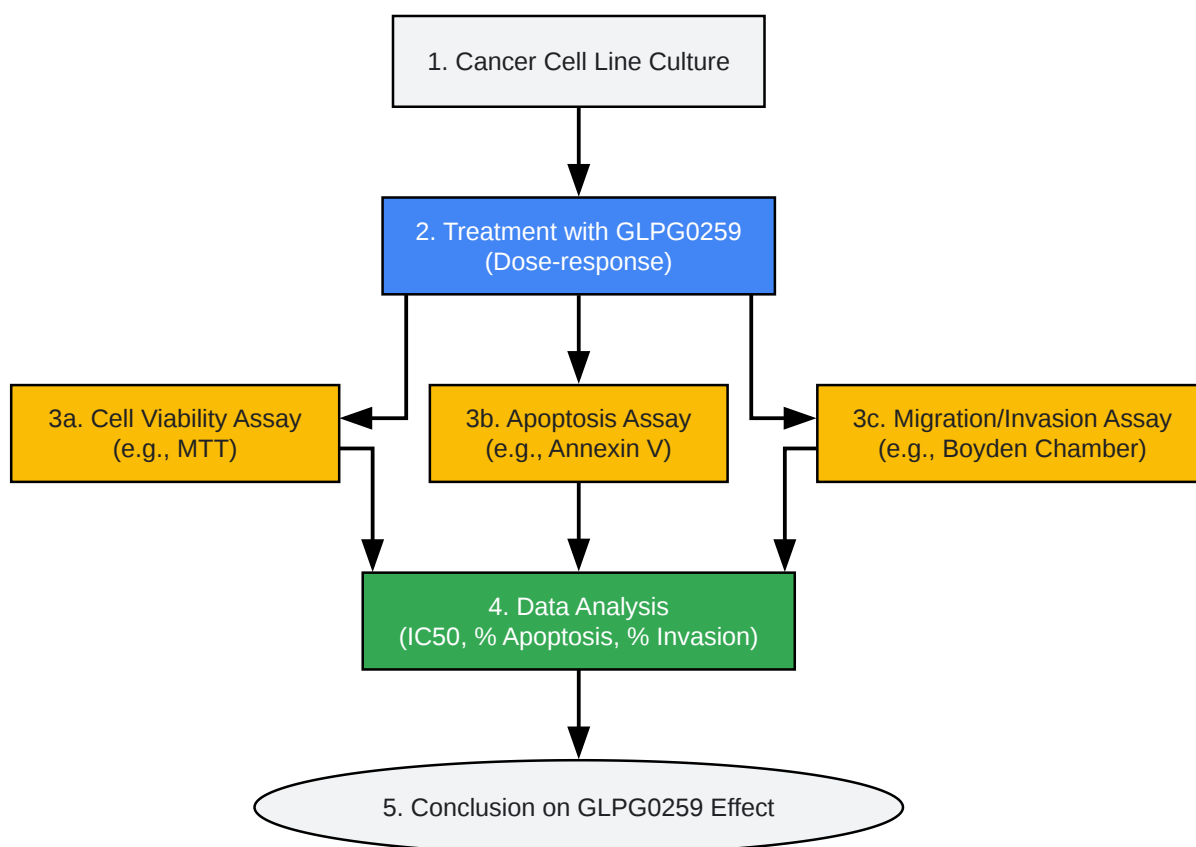 1. Cancer Cell Line Culture
2. Treatment with GLPG0259
(Dose-response)
3a. Cell Viability Assay
(e.g., MTT)
3b. Apoptosis Assay
(e.g., Annexin V)
3c. Migration/Invasion Assay
(e.g., Boyden Chamber)
4. Data Analysis
(IC50, % Apoptosis, % Invasion)
5. Conclusion on GLPG0259 Effect